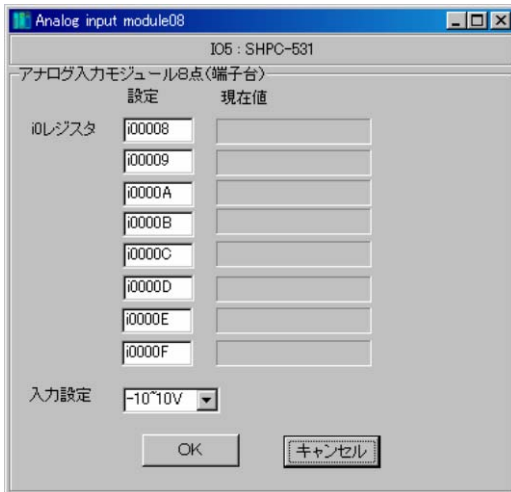 Analog input module08
IO5 : SHPC-531
アナログ入力モジュール8点(端子台)
設定 現在値
i0レジスタ i00008
i00009
i0000A
i0000B
i0000C
i0000D
i0000E
i0000F
入力設定 -10~10V
OK キャンセル